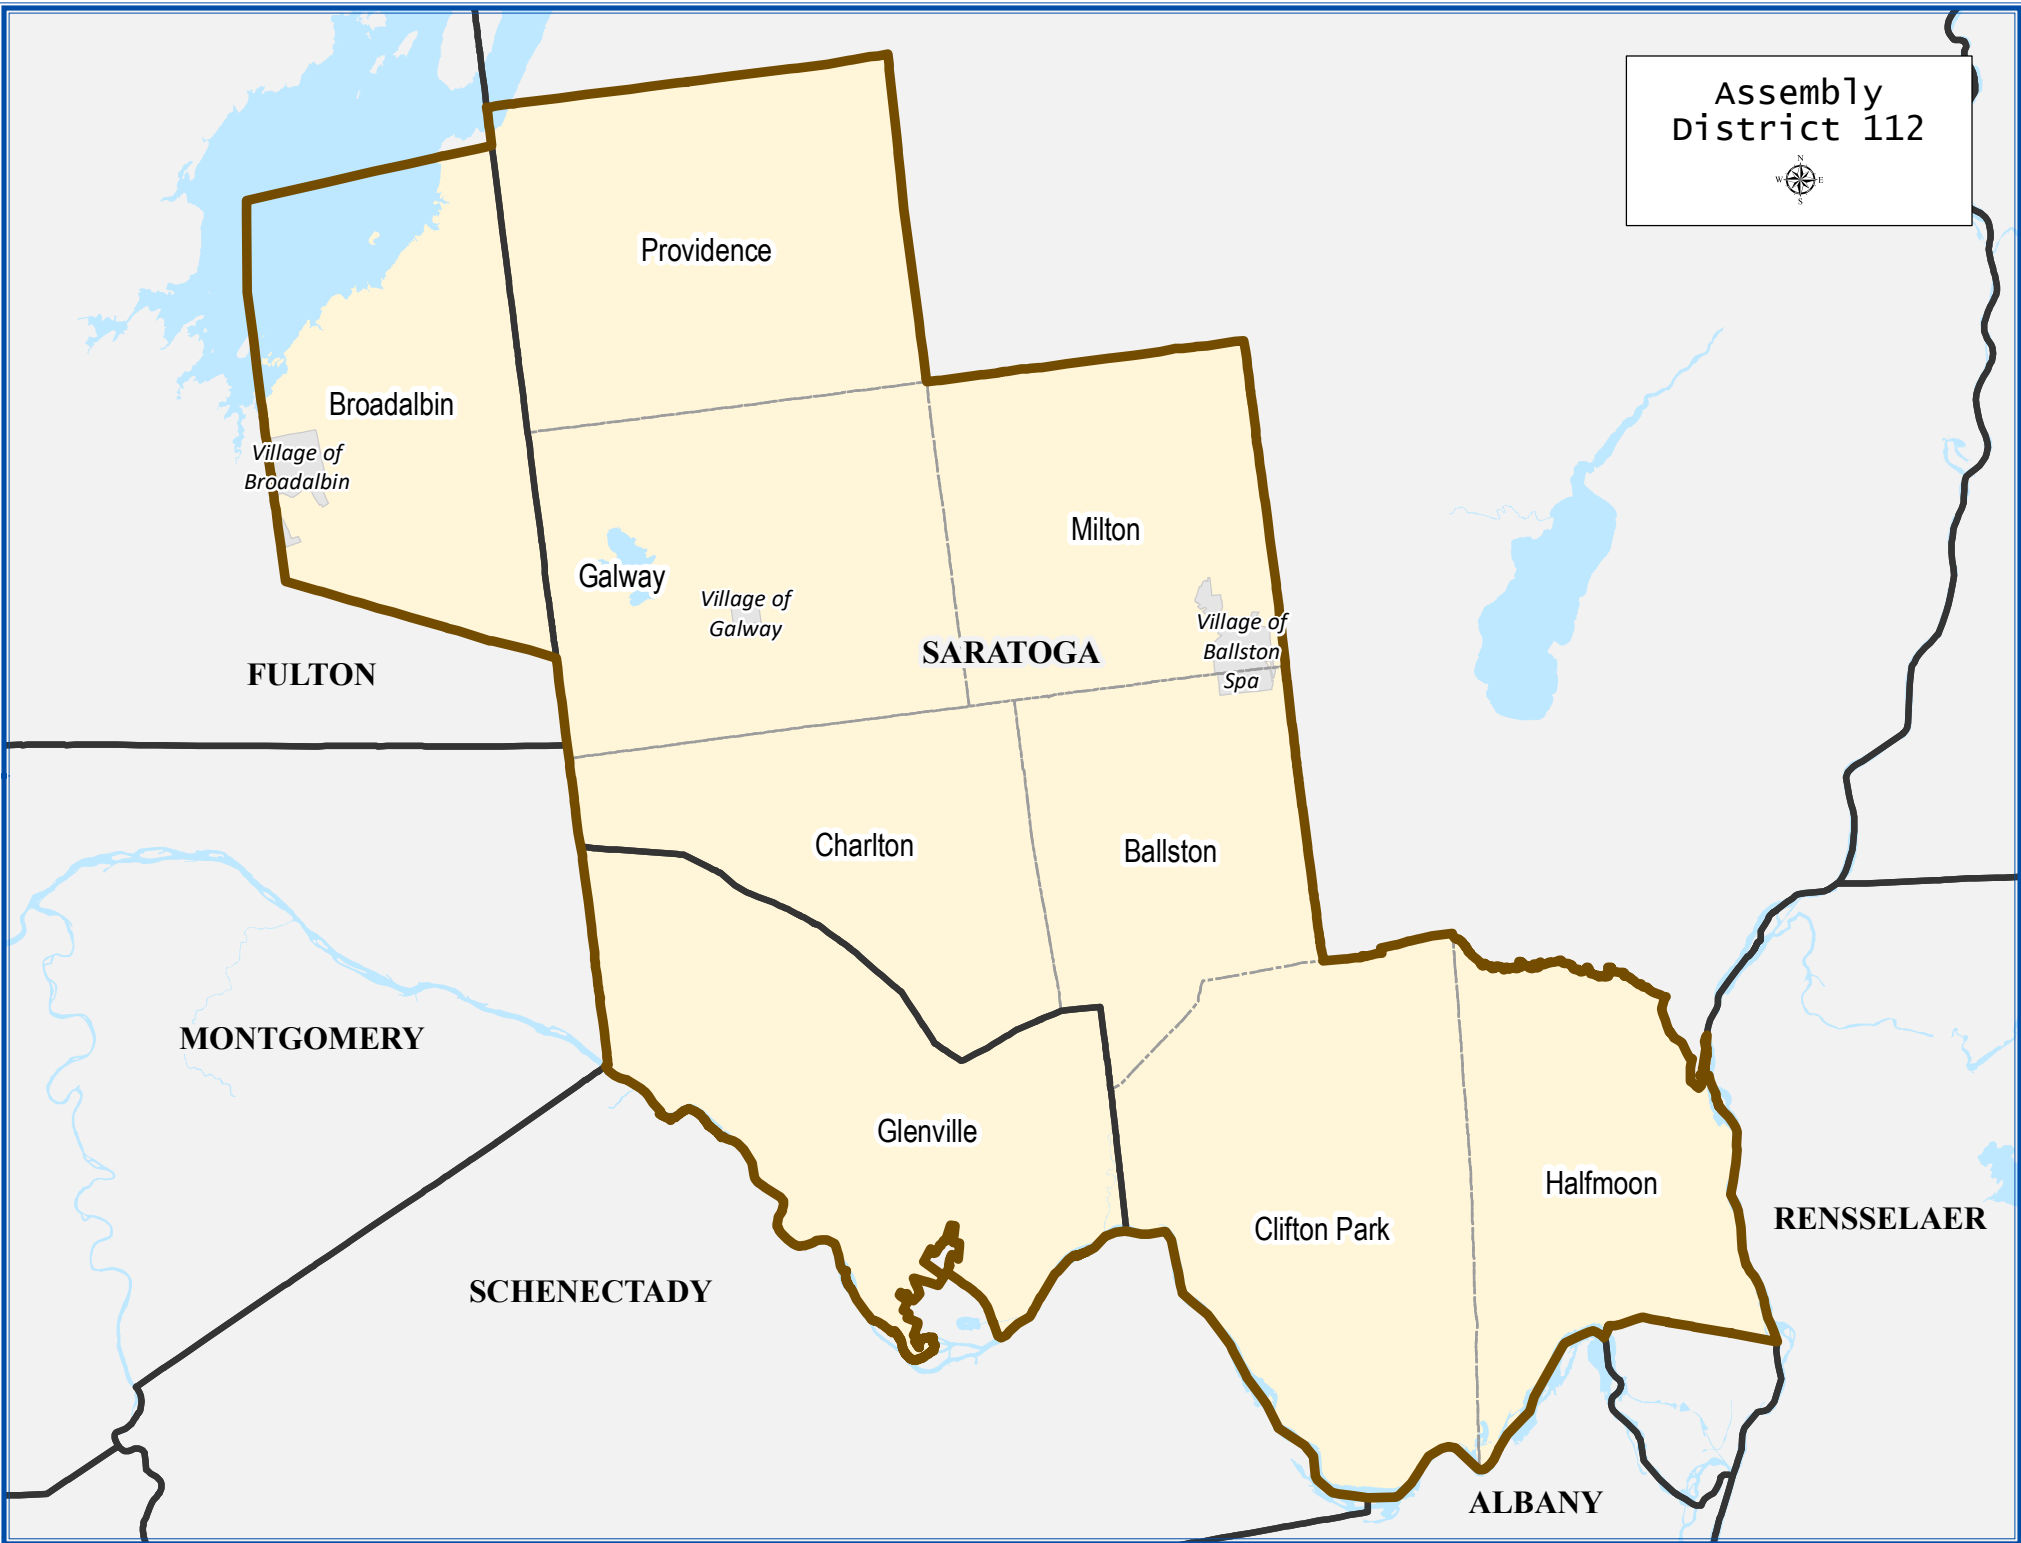 Assembly
District 112
N
W E
S
Providence
Broadalbin
Village of
Broadalbin
Milton
Galway
Village of
Galway
Village of
Ballston
Spa
SARATOGA
FULTON
Charlton
Ballston
MONTGOMERY
Glenville
Halfmoon
Clifton Park
RENSSELAER
SCHENECTADY
ALBANY